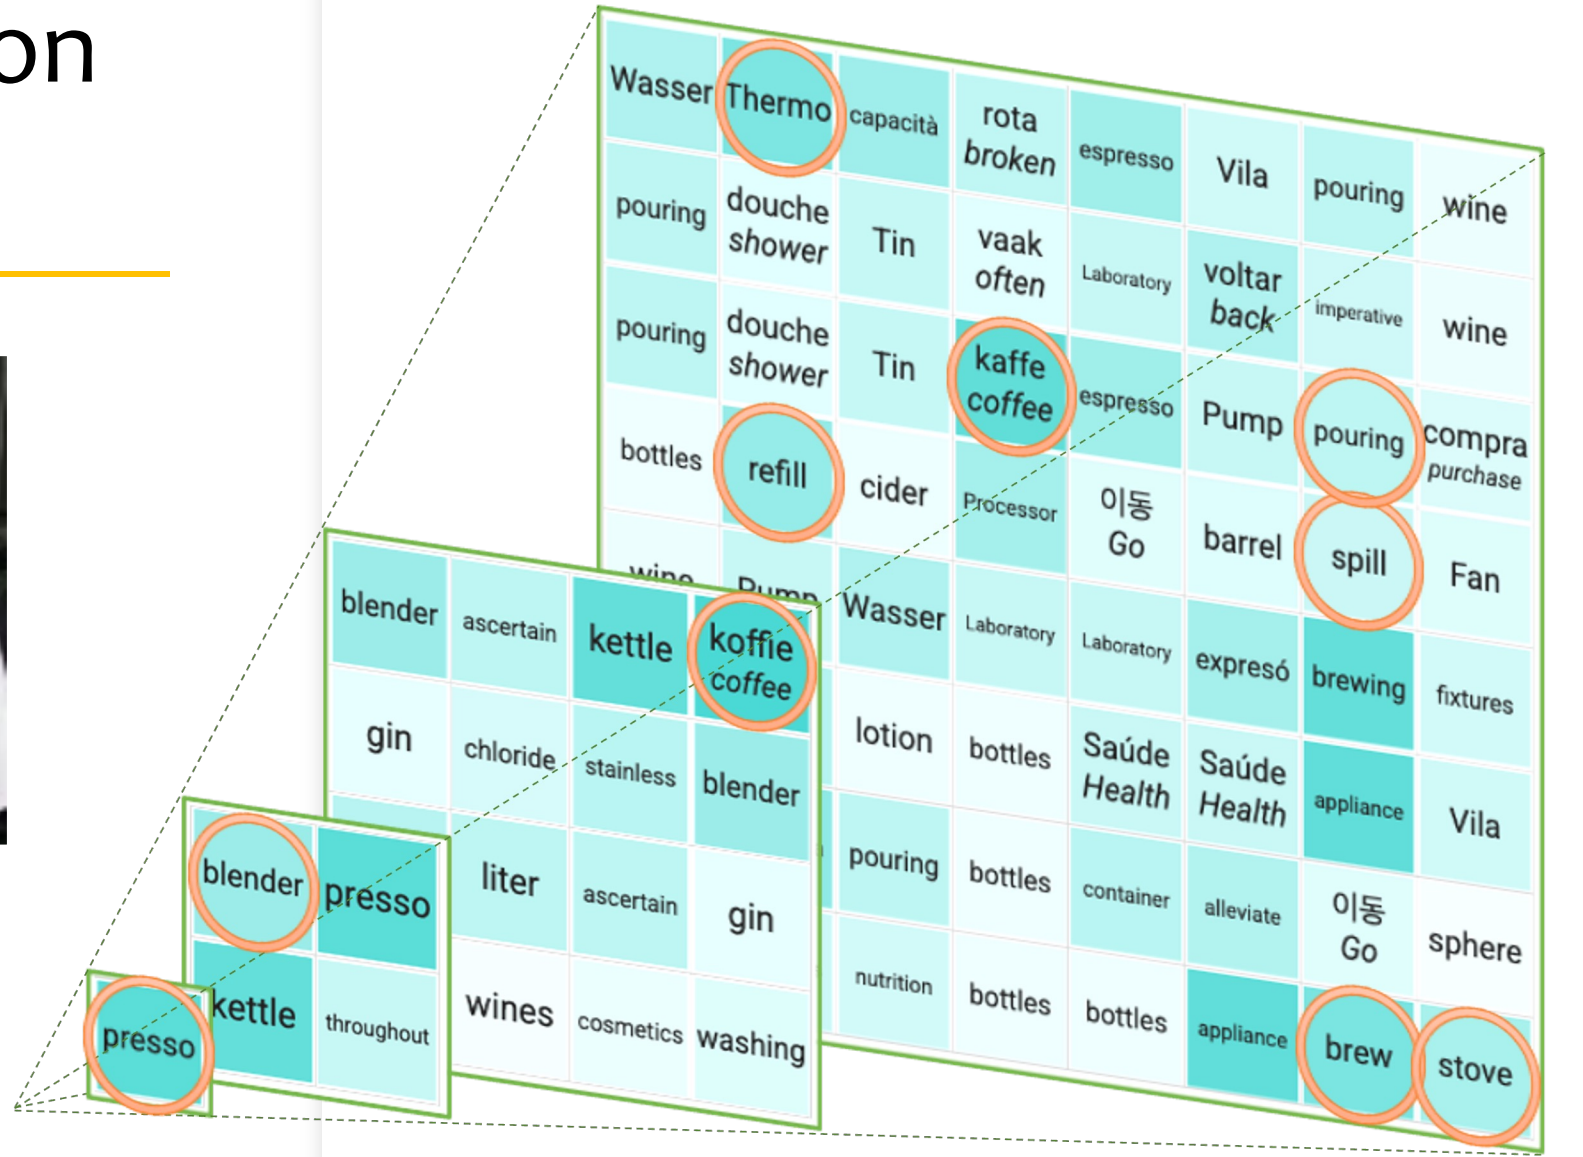 on
Wasser Thermo capacità rota broken espresso Vila pouring wine
pouring douche shower Tin vaak often Laboratory voltar back imperative wine
pouring douche shower Tin kaffe coffee espresso Pump pouring compra purchase
bottles refill cider Processor 이동 Go barrel spill Fan
wine Pump Wasser Laboratory Laboratory expresó brewing fixtures
lotion bottles Saúde Health Saúde Health appliance Vila
pouring bottles container alleviate 이동 Go sphere
nutrition bottles bottles appliance brew stove
blender ascertain kettle koffie coffee
gin chloride stainless blender
liter ascertain gin
wines cosmetics washing
blender presso
kettle throughout
presso